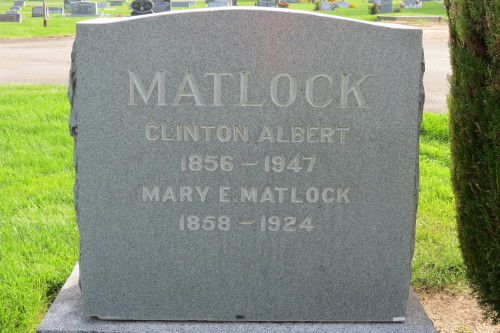 MATLOCK
CLINTON ALBERT
1856 - 1947
MARY E. MATLOCK
1858 - 1924